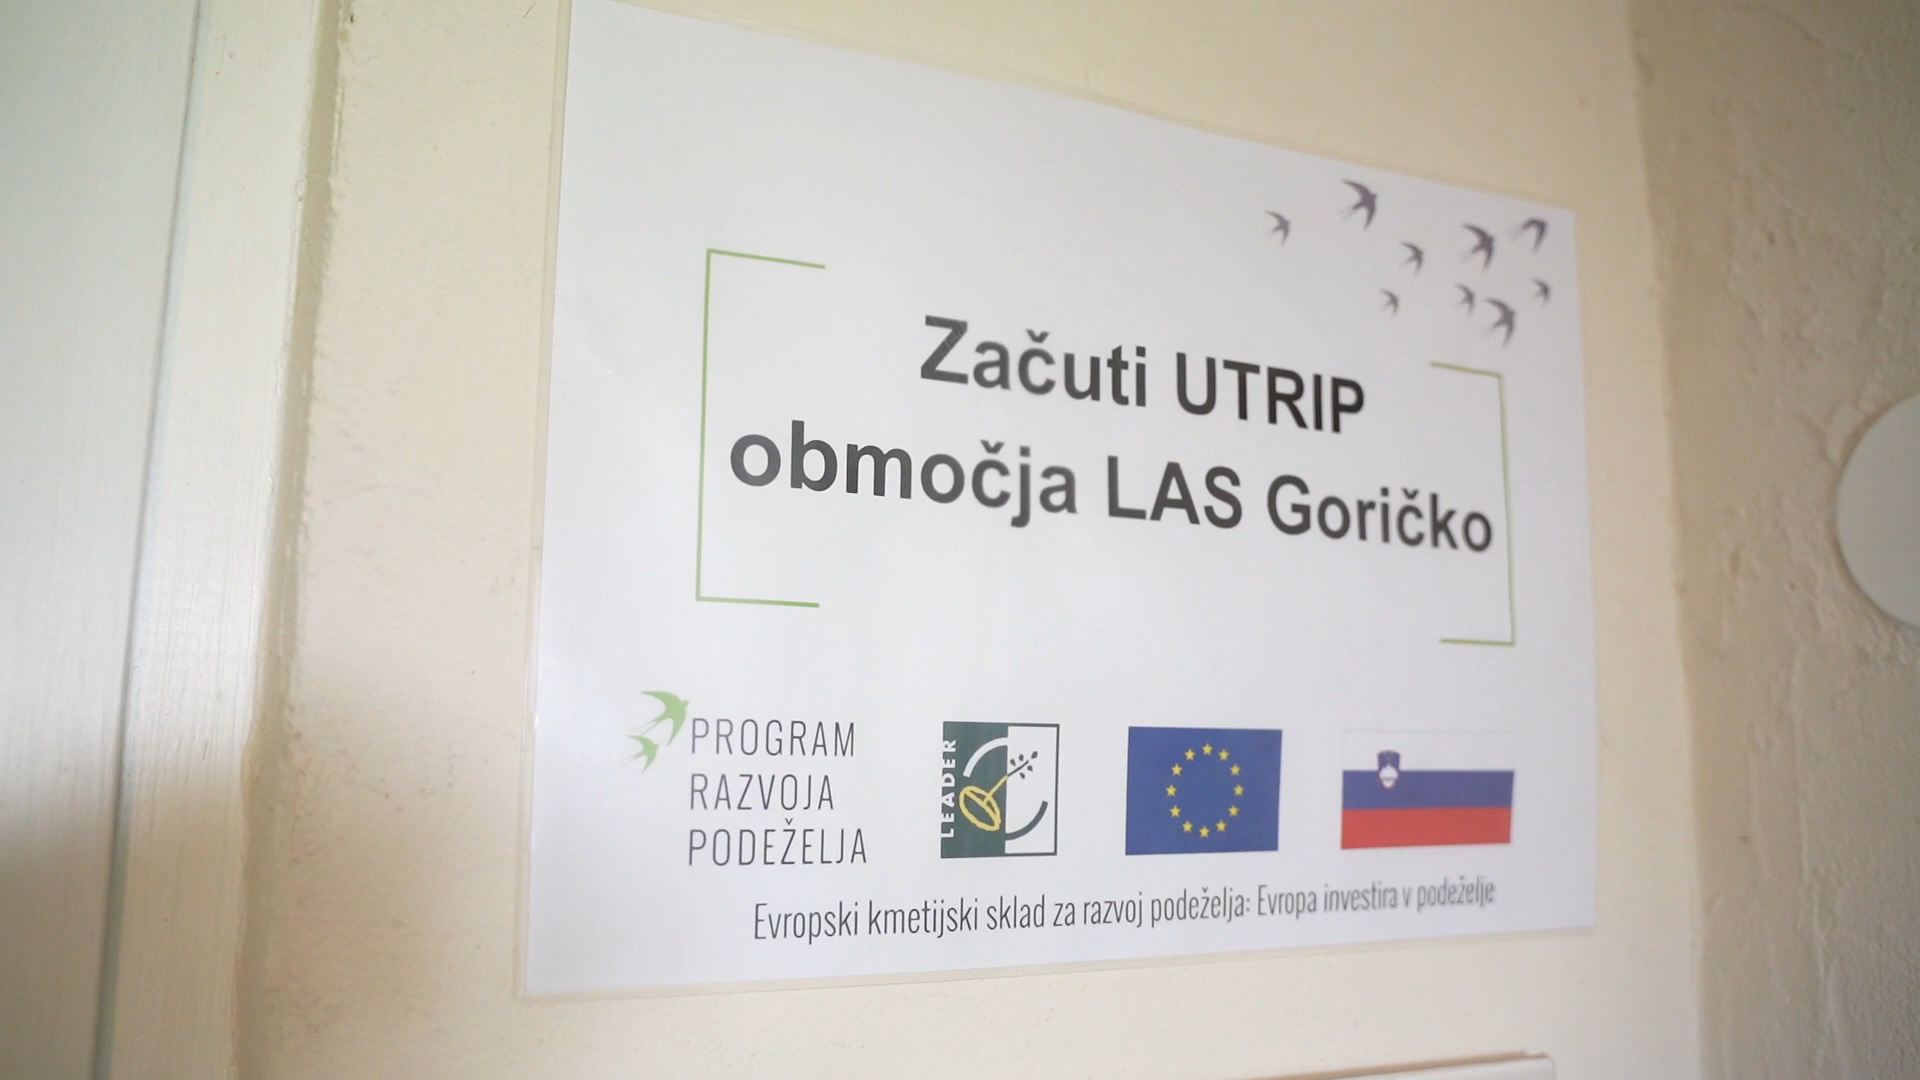 Začuti UTRIP
območja LAS Goričko
PROGRAM
RAZVOJA
PODEŽELJA
LEADER
Evropski kmetijski sklad za razvoj podeželja: Evropa investira v podeželje